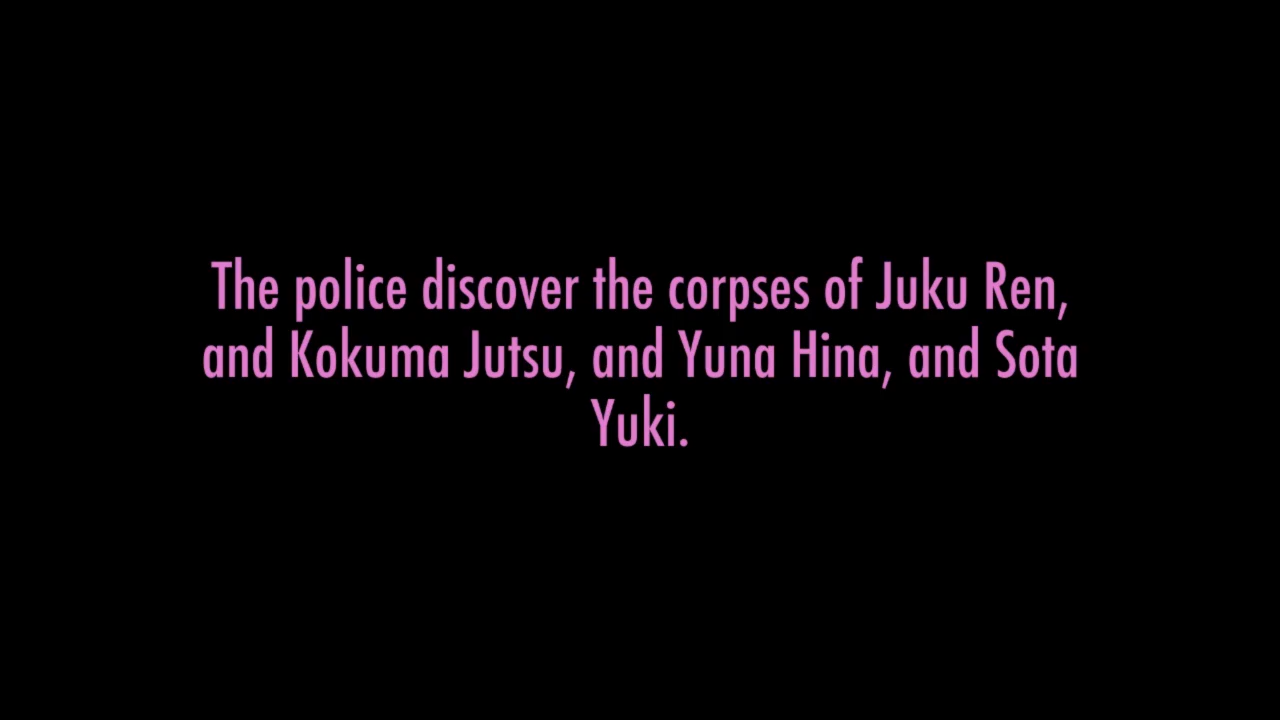 The police discover the corpses of Juku Ren,
and Kokuma Jutsu, and Yuna Hina, and Sota
Yuki.